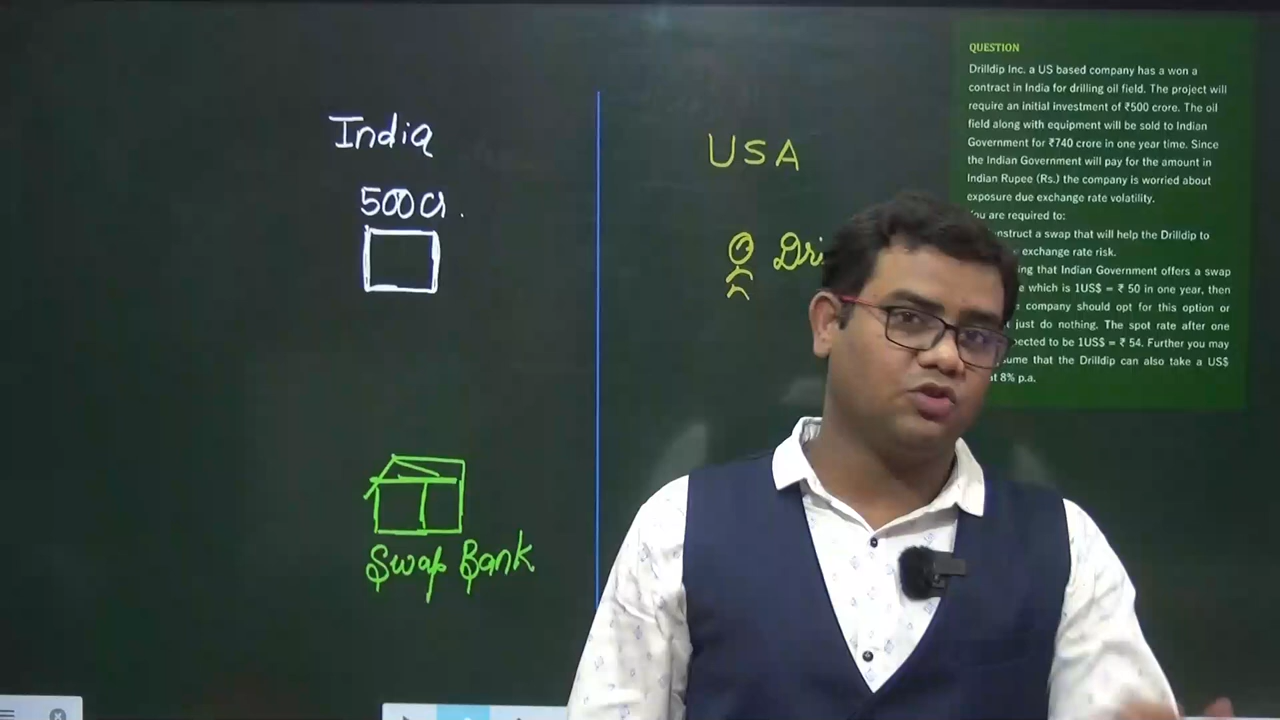 India
500 Cr.
Swap Bank
USA
QUESTION
Drilldip Inc. a US based company has a won a
contract in India for drilling oil field. The project will
require an initial investment of ₹500 crore. The oil
field along with equipment will be sold to Indian
Government for ₹740 crore in one year time. Since
the Indian Government will pay for the amount in
Indian Rupee (Rs.) the company is worried about
exposure due exchange rate volatility.
You are required to:
a swap that will help the Drilldip to
exchange rate risk.
that Indian Government offers a swap
which is 1US$ = ₹ 50 in one year, then
company should opt for this option or
just do nothing. The spot rate after one
to be 1US$ = ₹ 54. Further you may
that the Drilldip can also take a US$
at 8% p.a.